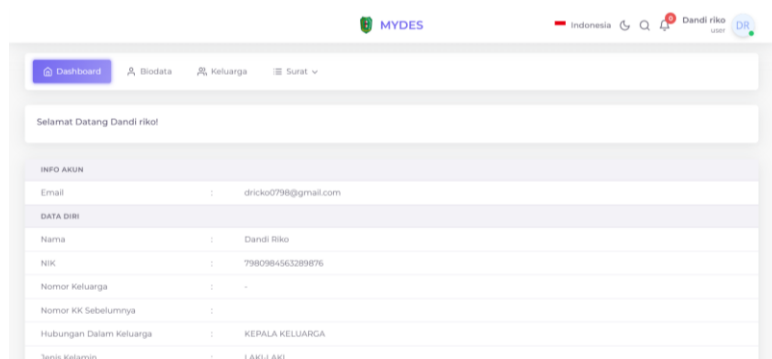 MYDES
Indonesia
0
Dandi riko
user
DR
Dashboard Biodata Keluarga Surat
Selamat Datang Dandi riko!
INFO AKUN
Email : dricko0798@gmail.com
DATA DIRI
Nama : Dandi Riko
NIK : 7980984563289876
Nomor Keluarga : -
Nomor KK Sebelumnya :
Hubungan Dalam Keluarga : KEPALA KELUARGA
Jenis Kelamin : LAKI-LAKI